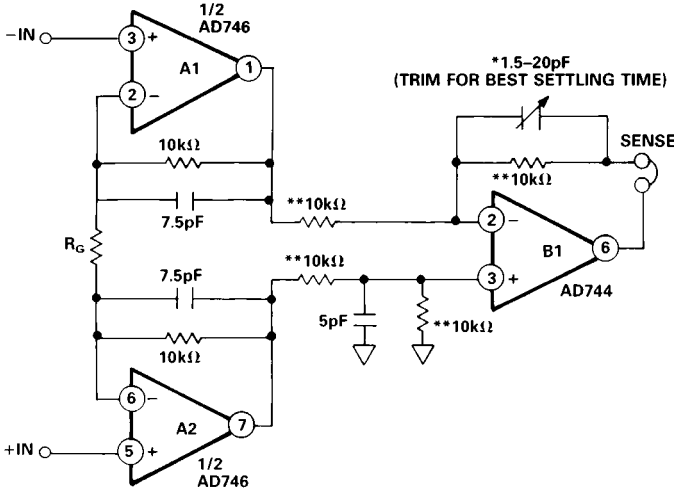 1/2
AD746
–IN
3
+
A1
1
2
–
*1.5–20pF
(TRIM FOR BEST SETTLING TIME)
10kΩ
SENSE
7.5pF
**10kΩ
**10kΩ
2
–
RG
B1
6
7.5pF
**10kΩ
3
+
AD744
5pF
**10kΩ
10kΩ
6
–
A2
7
+IN
5
+
1/2
AD746